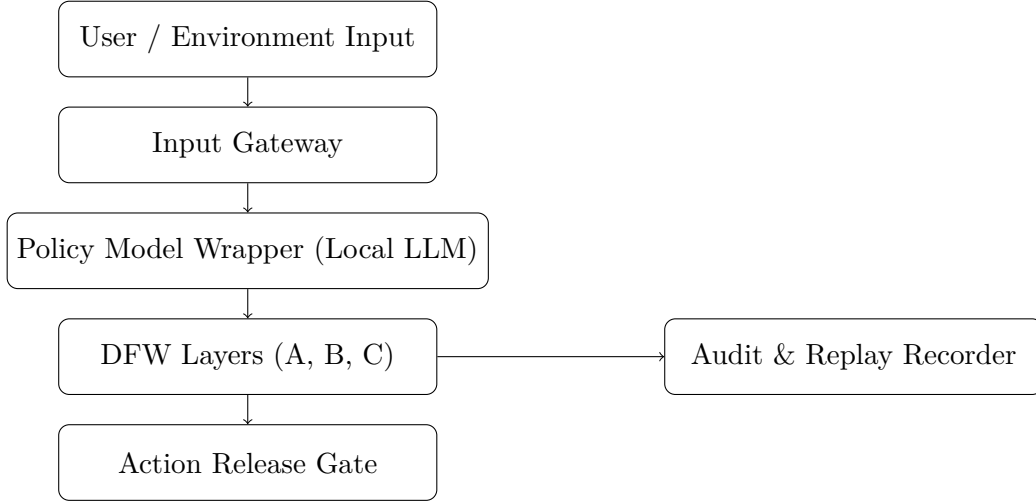 User / Environment Input
Input Gateway
Policy Model Wrapper (Local LLM)
DFW Layers (A, B, C)
Audit & Replay Recorder
Action Release Gate